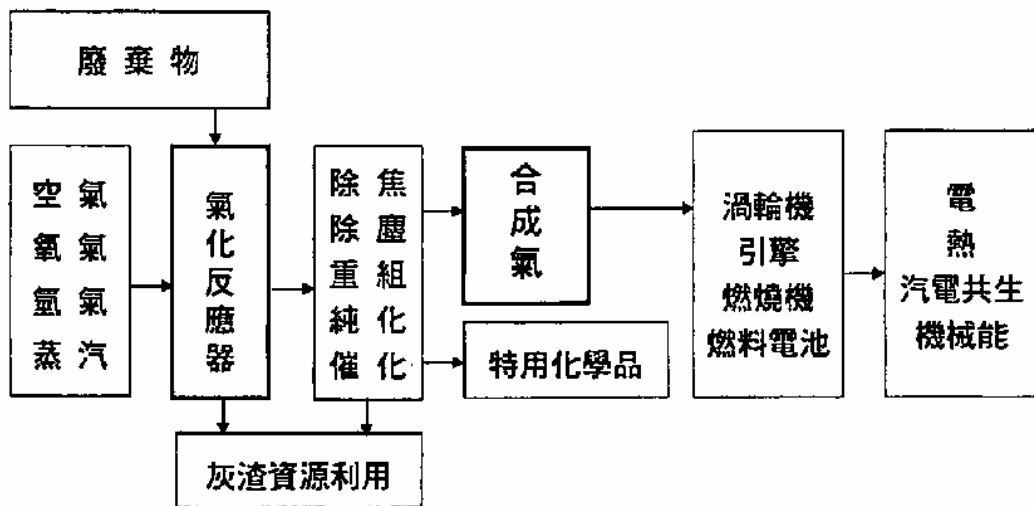 廢棄物
空氣
氧氣
氫氣
蒸汽
氣化反應器
除焦
除塵
重組
純化
催化
合成氣
特用化學品
渦輪機
引擎
燃燒機
燃料電池
電
熱
汽電共生
機械能
灰渣資源利用